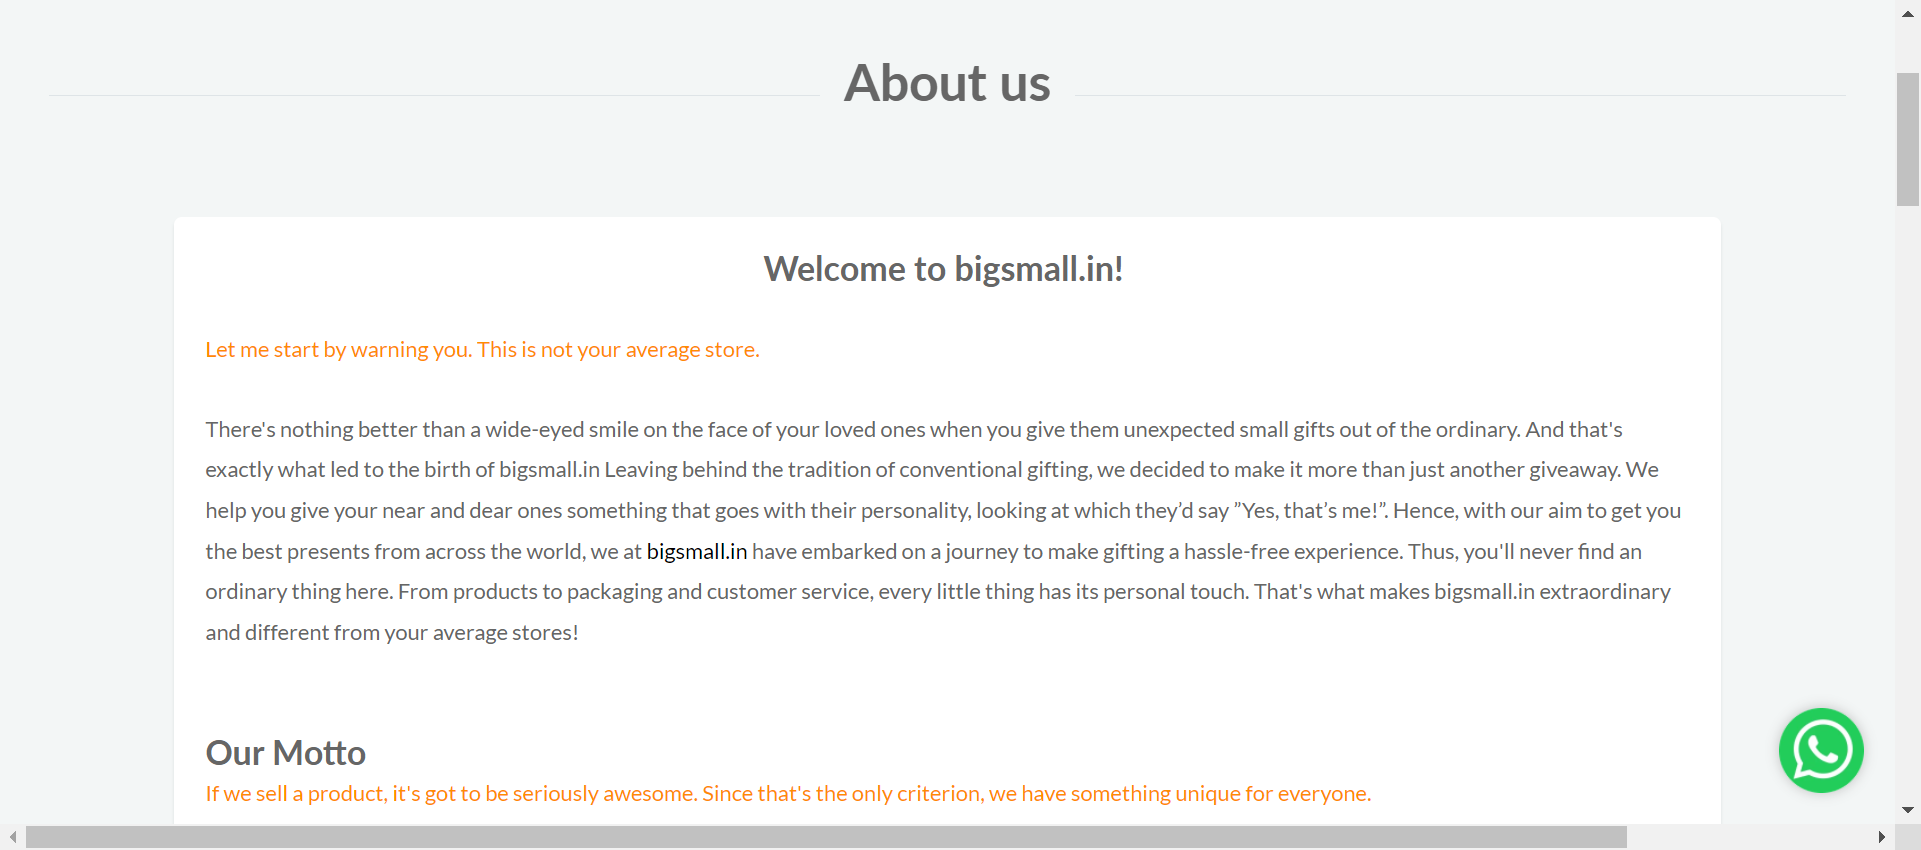 About us
Welcome to bigsmall.in!
Let me start by warning you. This is not your average store.
There's nothing better than a wide-eyed smile on the face of your loved ones when you give them unexpected small gifts out of the ordinary. And that's
exactly what led to the birth of bigsmall.in Leaving behind the tradition of conventional gifting, we decided to make it more than just another giveaway. We
help you give your near and dear ones something that goes with their personality, looking at which they’d say ”Yes, that’s me!”. Hence, with our aim to get you
the best presents from across the world, we at bigsmall.in have embarked on a journey to make gifting a hassle-free experience. Thus, you'll never find an
ordinary thing here. From products to packaging and customer service, every little thing has its personal touch. That's what makes bigsmall.in extraordinary
and different from your average stores!
Our Motto
If we sell a product, it's got to be seriously awesome. Since that's the only criterion, we have something unique for everyone.